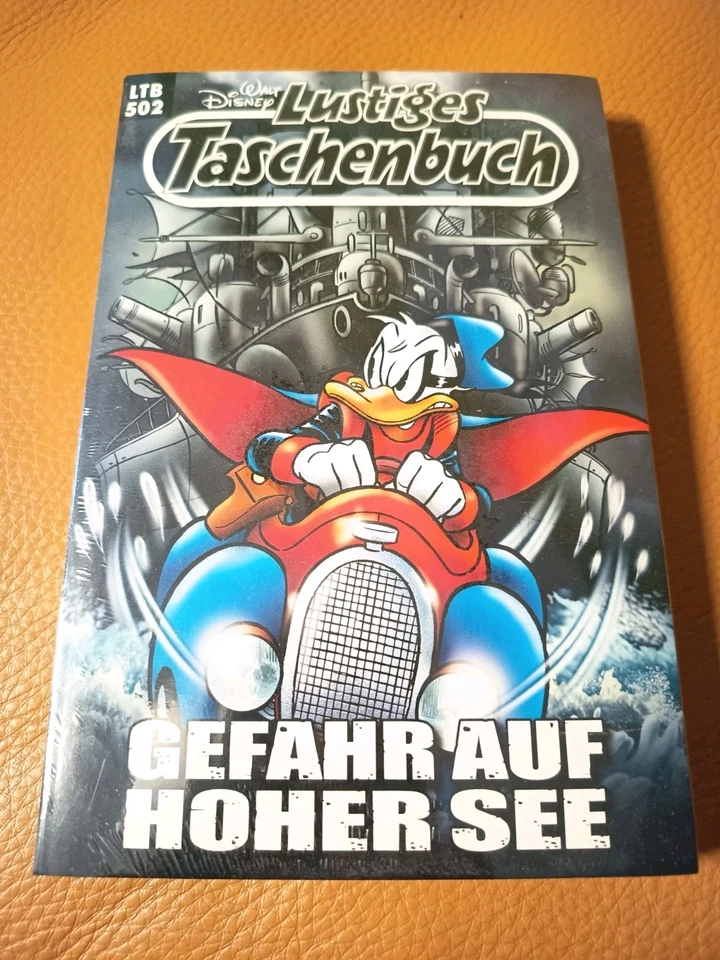 LTB
502
Walt
Disney
Lustiges
Taschenbuch
GEFAHR AUF
HOHER SEE